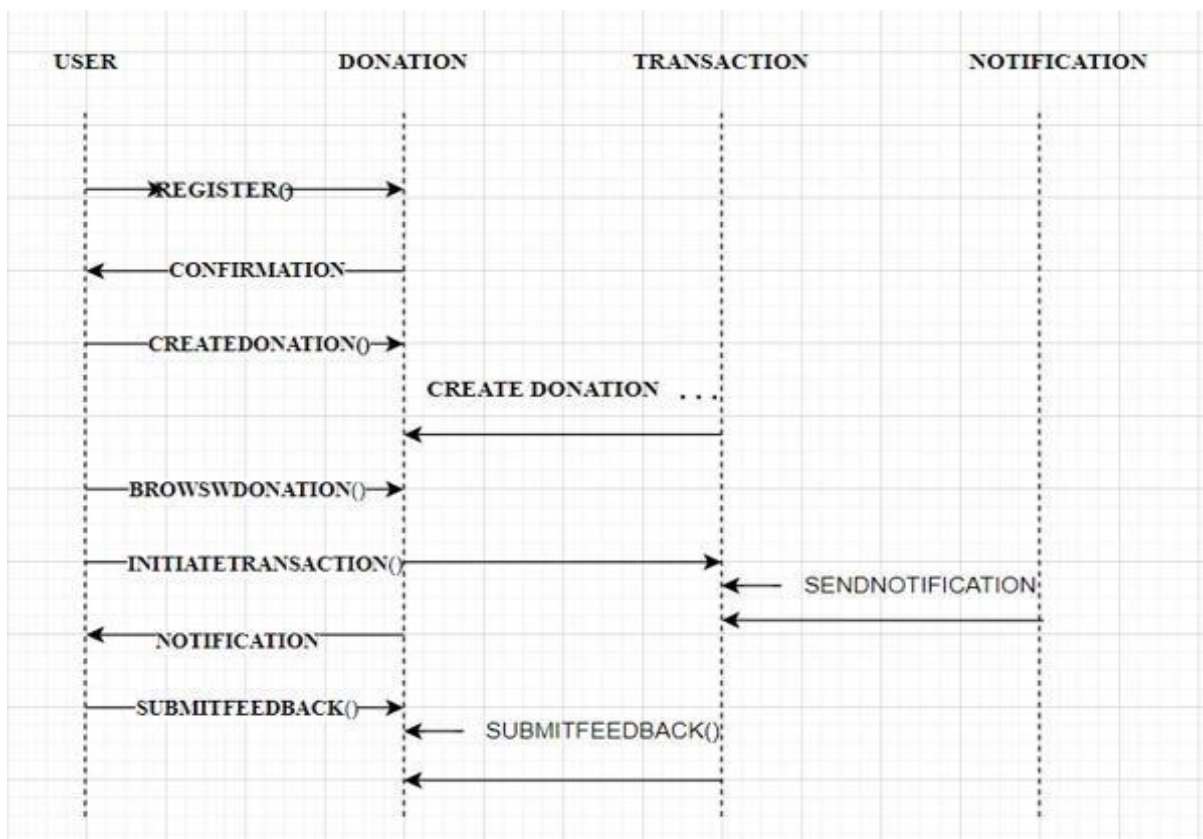 USER DONATION TRANSACTION NOTIFICATION
REGISTER()
CONFIRMATION
CREATEDONATION()
CREATE DONATION ...
BROWSWDONATION()
INITIATETRANSACTION()
SENDNOTIFICATION
NOTIFICATION
SUBMITFEEDBACK()
SUBMITFEEDBACK()